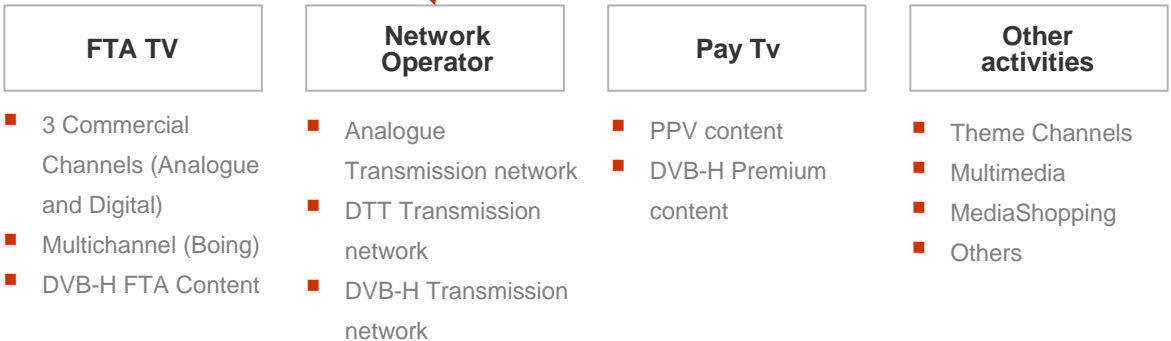 FTA TV
3 Commercial
Channels (Analogue
and Digital)
Multichannel (Boing)
DVB-H FTA Content
Network
Operator
Analogue
Transmission network
DTT Transmission
network
DVB-H Transmission
network
Pay Tv
PPV content
DVB-H Premium
content
Other
activities
Theme Channels
Multimedia
MediaShopping
Others